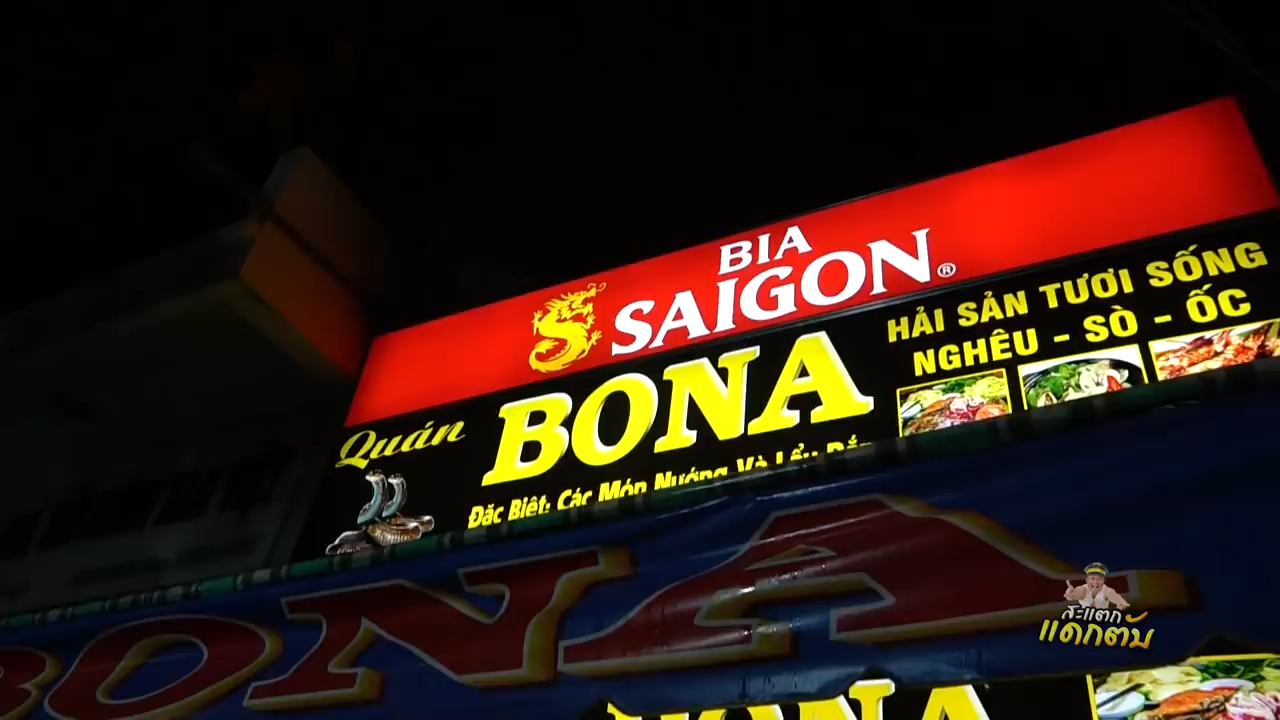 BIA
SAIGON®
Quán
BONA
Đặc Biệt: Các Món Nướng Và Lẩu
HẢI SẢN TƯƠI SỐNG
NGHÊU - SÒ - ỐC
BONA
BONA
สะแตก
แดกตับ